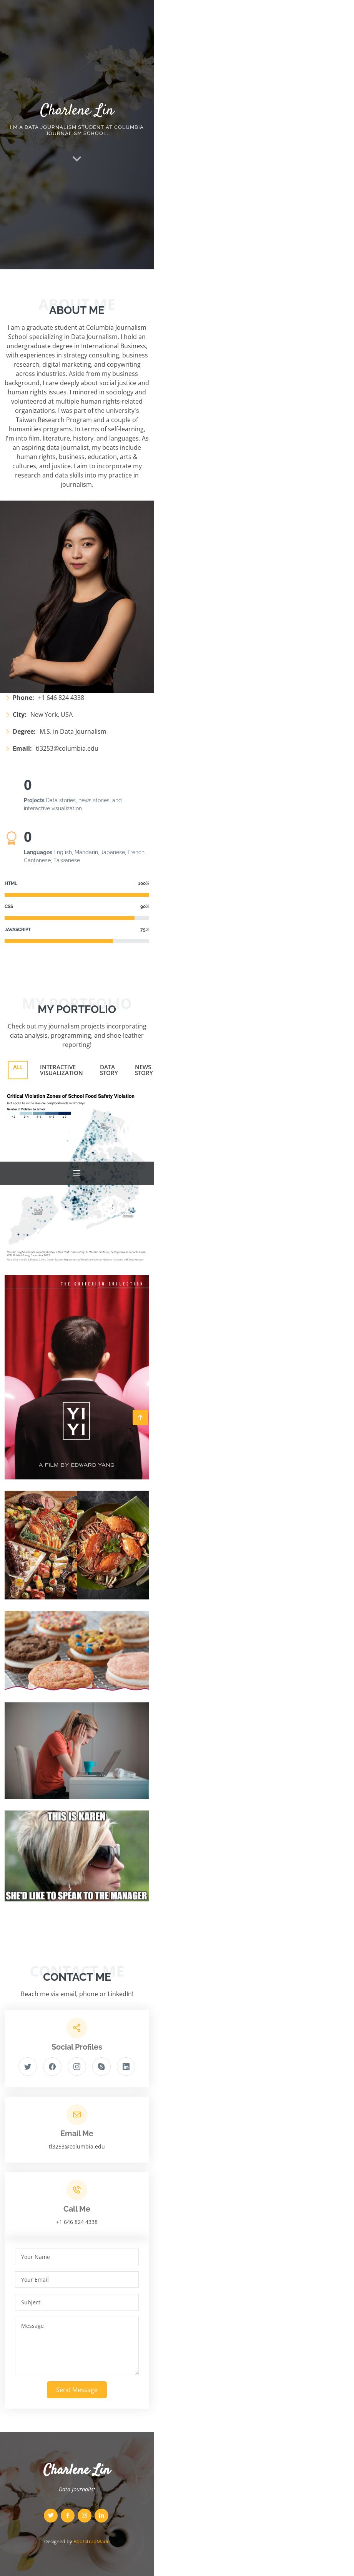 Charlene Lin
I'M A DATA JOURNALISM STUDENT AT COLUMBIA
JOURNALISM SCHOOL.
ABOUT ME
ABOUT ME
I am a graduate student at Columbia Journalism
School specializing in Data Journalism. I hold an
undergraduate degree in International Business,
with experiences in strategy consulting, business
research, digital marketing, and copywriting
across industries. Aside from my business
background, I care deeply about social justice and
human rights issues. I minored in sociology and
volunteered at multiple human rights-related
organizations. I was part of the university's
Taiwan Research Program and a couple of
humanities programs. In terms of self-learning,
I'm into film, literature, history, and languages. As
an aspiring data journalist, my beats include
human rights, business, education, arts &
cultures, and justice. I aim to incorporate my
research and data skills into my practice in
journalism.
Phone: +1 646 824 4338
City: New York, USA
Degree: M.S. in Data Journalism
Email: tl3253@columbia.edu
0
Projects Data stories, news stories, and
interactive visualization
0
Languages English, Mandarin, Japanese, French,
Cantonese, Taiwanese
HTML 100%
CSS 90%
JAVASCRIPT 75%
MY PORTFOLIO
MY PORTFOLIO
Check out my journalism projects incorporating
data analysis, programming, and shoe-leather
reporting!
ALL
INTERACTIVE
VISUALIZATION
DATA
STORY
NEWS
STORY
Critical Violation Zones of School Food Safety Violation
Number of Violations by School
THE CRITERION COLLECTION
YI
YI
A FILM BY EDWARD YANG
THIS IS KAREN
SHE'D LIKE TO SPEAK TO THE MANAGER
CONTACT ME
CONTACT ME
Reach me via email, phone or LinkedIn!
Social Profiles
Email Me
tl3253@columbia.edu
Call Me
+1 646 824 4338
Your Name
Your Email
Subject
Message
Send Message
Charlene Lin
Data Journalist
Designed by BootstrapMade